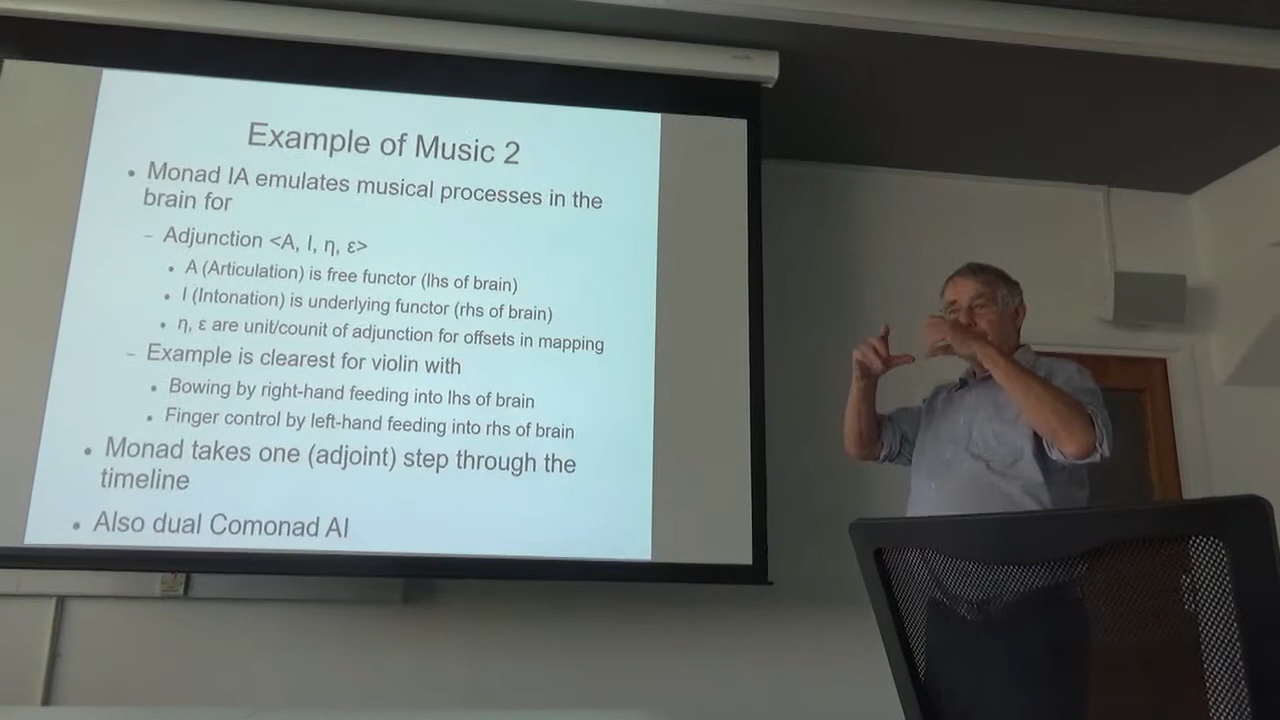 Example of Music 2
• Monad IA emulates musical processes in the
brain for
– Adjunction <A, I, η, ε>
• A (Articulation) is free functor (lhs of brain)
• I (Intonation) is underlying functor (rhs of brain)
• η, ε are unit/counit of adjunction for offsets in mapping
– Example is clearest for violin with
• Bowing by right-hand feeding into lhs of brain
• Finger control by left-hand feeding into rhs of brain
• Monad takes one (adjoint) step through the
timeline
• Also dual Comonad AI